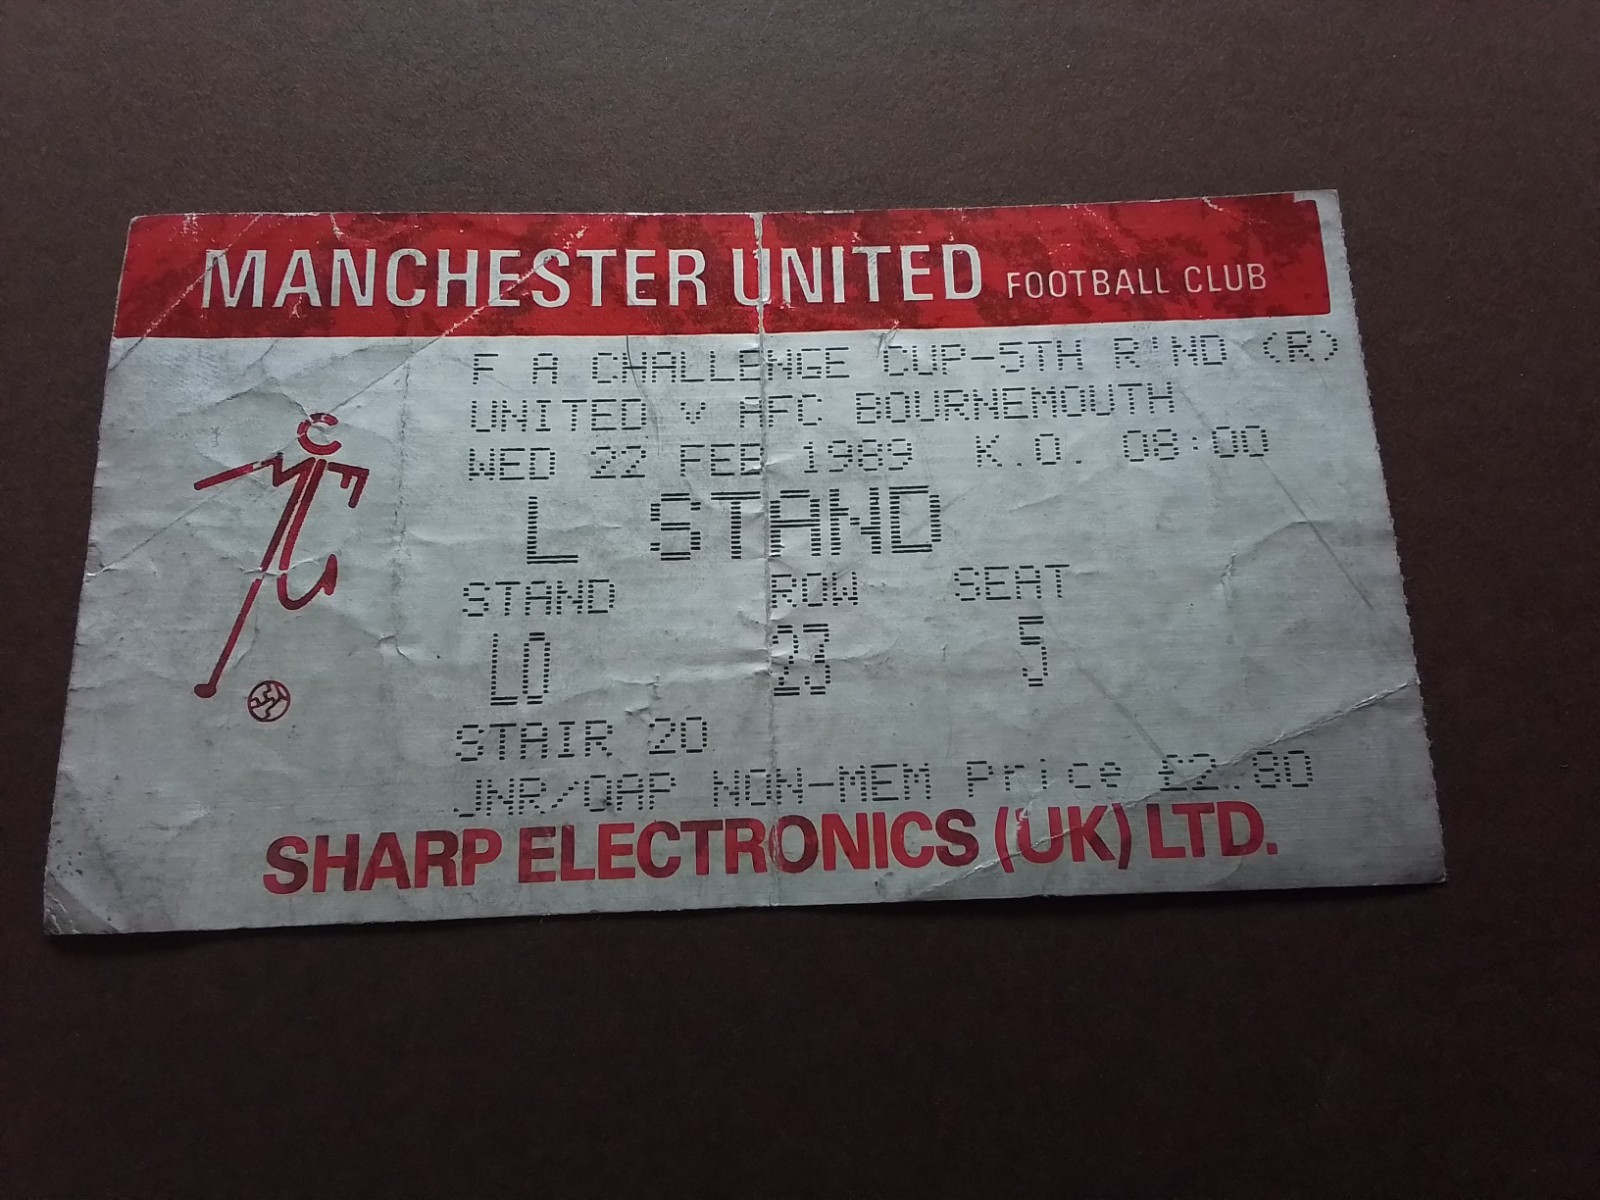 MANCHESTER UNITED FOOTBALL CLUB
F A CHALLENGE CUP-5TH R'ND (R)
UNITED v AFC BOURNEMOUTH
WED 22 FEB 1989 K.O. 08:00
L STAND
STAND ROW SEAT
LO 23 5
STAIR 20
JNR/OAP NON-MEM Price £2.80
SHARP ELECTRONICS (UK) LTD.